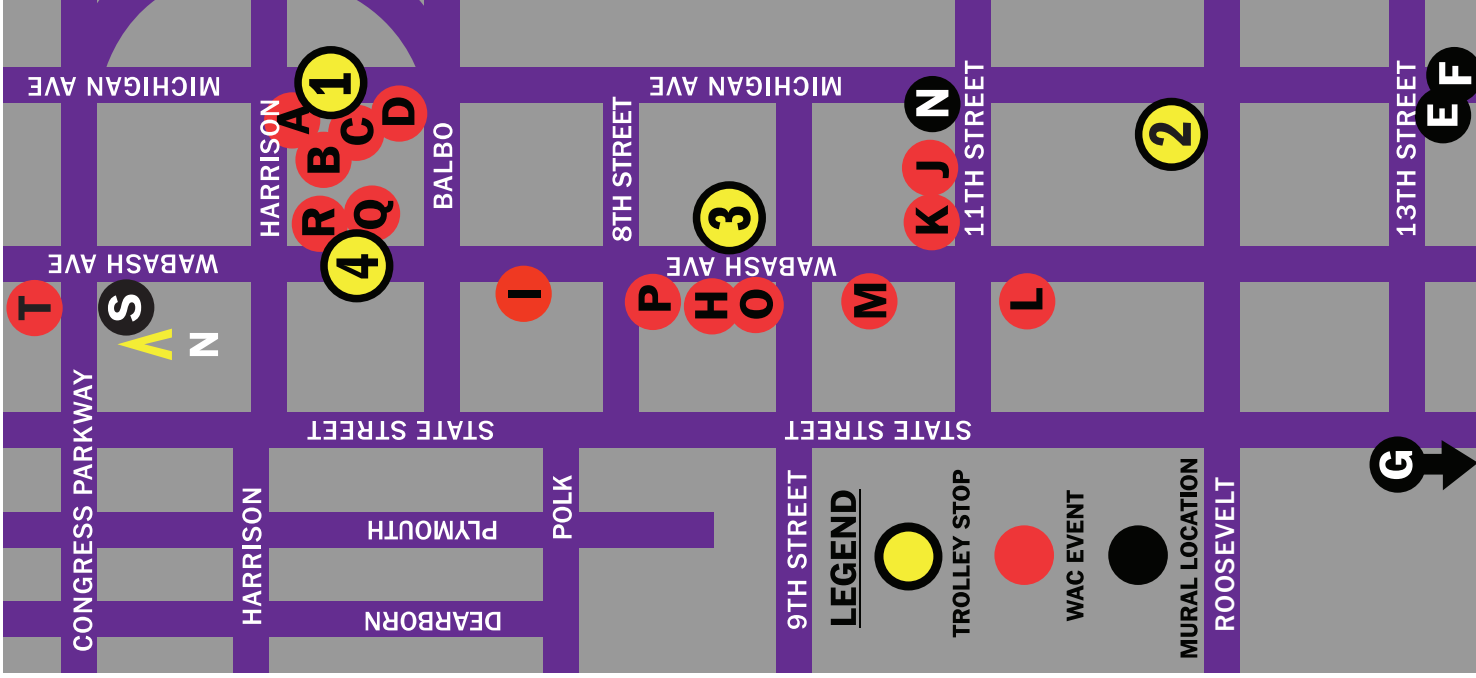 MICHIGAN AVE
MICHIGAN AVE
HARRISON
BALBO
8TH STREET
11TH STREET
13TH STREET
1
A
B
C
D
R
Q
4
3
2
N
J
K
E
F
WABASH AVE
WABASH AVE
T
S
N
I
P
H
O
M
L
STATE STREET
STATE STREET
G
CONGRESS PARKWAY
HARRISON
PLYMOUTH
POLK
DEARBORN
9TH STREET
ROOSEVELT
LEGEND
TROLLEY STOP
WAC EVENT
MURAL LOCATION